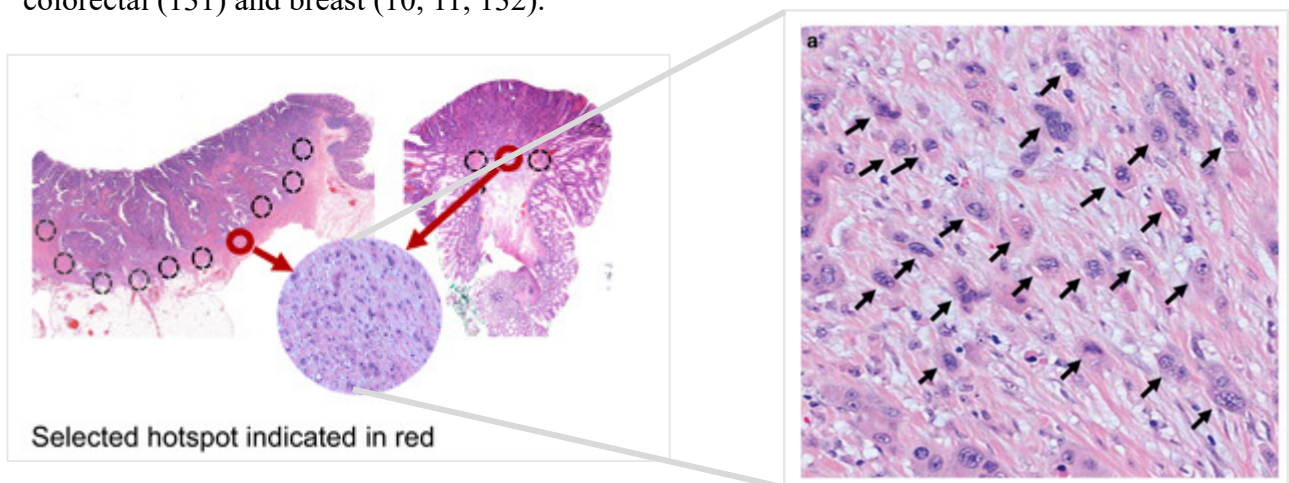 colorectal (131) and breast (10, 11, 132).
a
Selected hotspot indicated in red